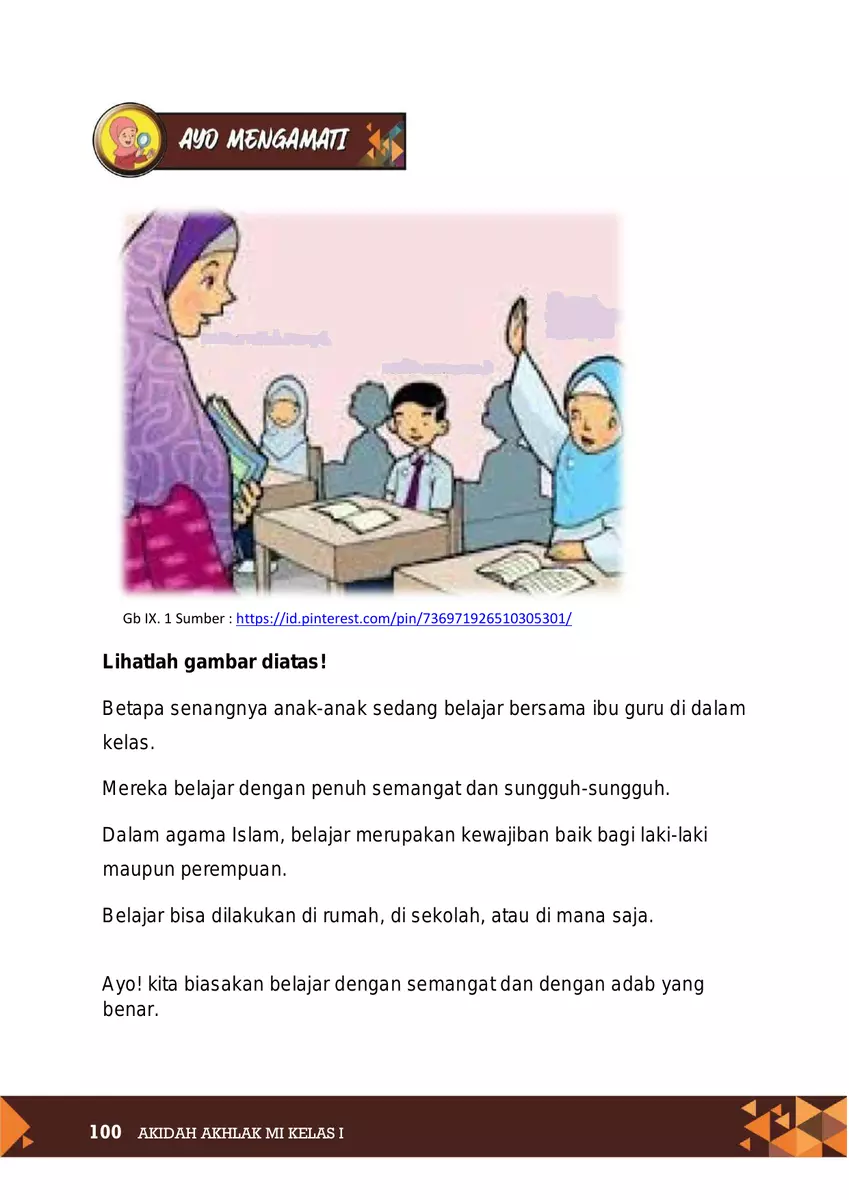 AYO MENGAMATI
Gb IX. 1 Sumber : https://id.pinterest.com/pin/736971926510305301/
Lihatlah gambar diatas!
Betapa senangnya anak-anak sedang belajar bersama ibu guru di dalam
kelas.
Mereka belajar dengan penuh semangat dan sungguh-sungguh.
Dalam agama Islam, belajar merupakan kewajiban baik bagi laki-laki
maupun perempuan.
Belajar bisa dilakukan di rumah, di sekolah, atau di mana saja.
Ayo! kita biasakan belajar dengan semangat dan dengan adab yang
benar.
100 AKIDAH AKHLAK MI KELAS I